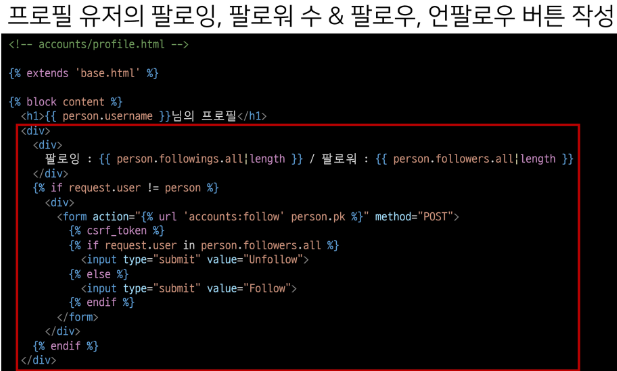 프로필 유저의 팔로잉, 팔로워 수 & 팔로우, 언팔로우 버튼 작성
<!-- accounts/profile.html -->
{% extends 'base.html' %}
{% block content %}
<h1>{{ person.username }}님의 프로필</h1>
<div>
<div>
팔로잉 : {{ person.followings.all|length }} / 팔로워 : {{ person.followers.all|length }}
</div>
{% if request.user != person %}
<div>
<form action="{% url 'accounts:follow' person.pk %}" method="POST">
{% csrf_token %}
{% if request.user in person.followers.all %}
<input type="submit" value="Unfollow">
{% else %}
<input type="submit" value="Follow">
{% endif %}
</form>
</div>
{% endif %}
</div>